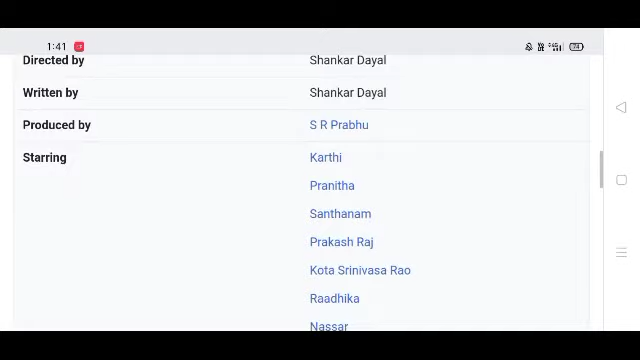 1:41
Directed by Shankar Dayal
Written by Shankar Dayal
Produced by S R Prabhu
Starring Karthi
Pranitha
Santhanam
Prakash Raj
Kota Srinivasa Rao
Raadhika
Nassar